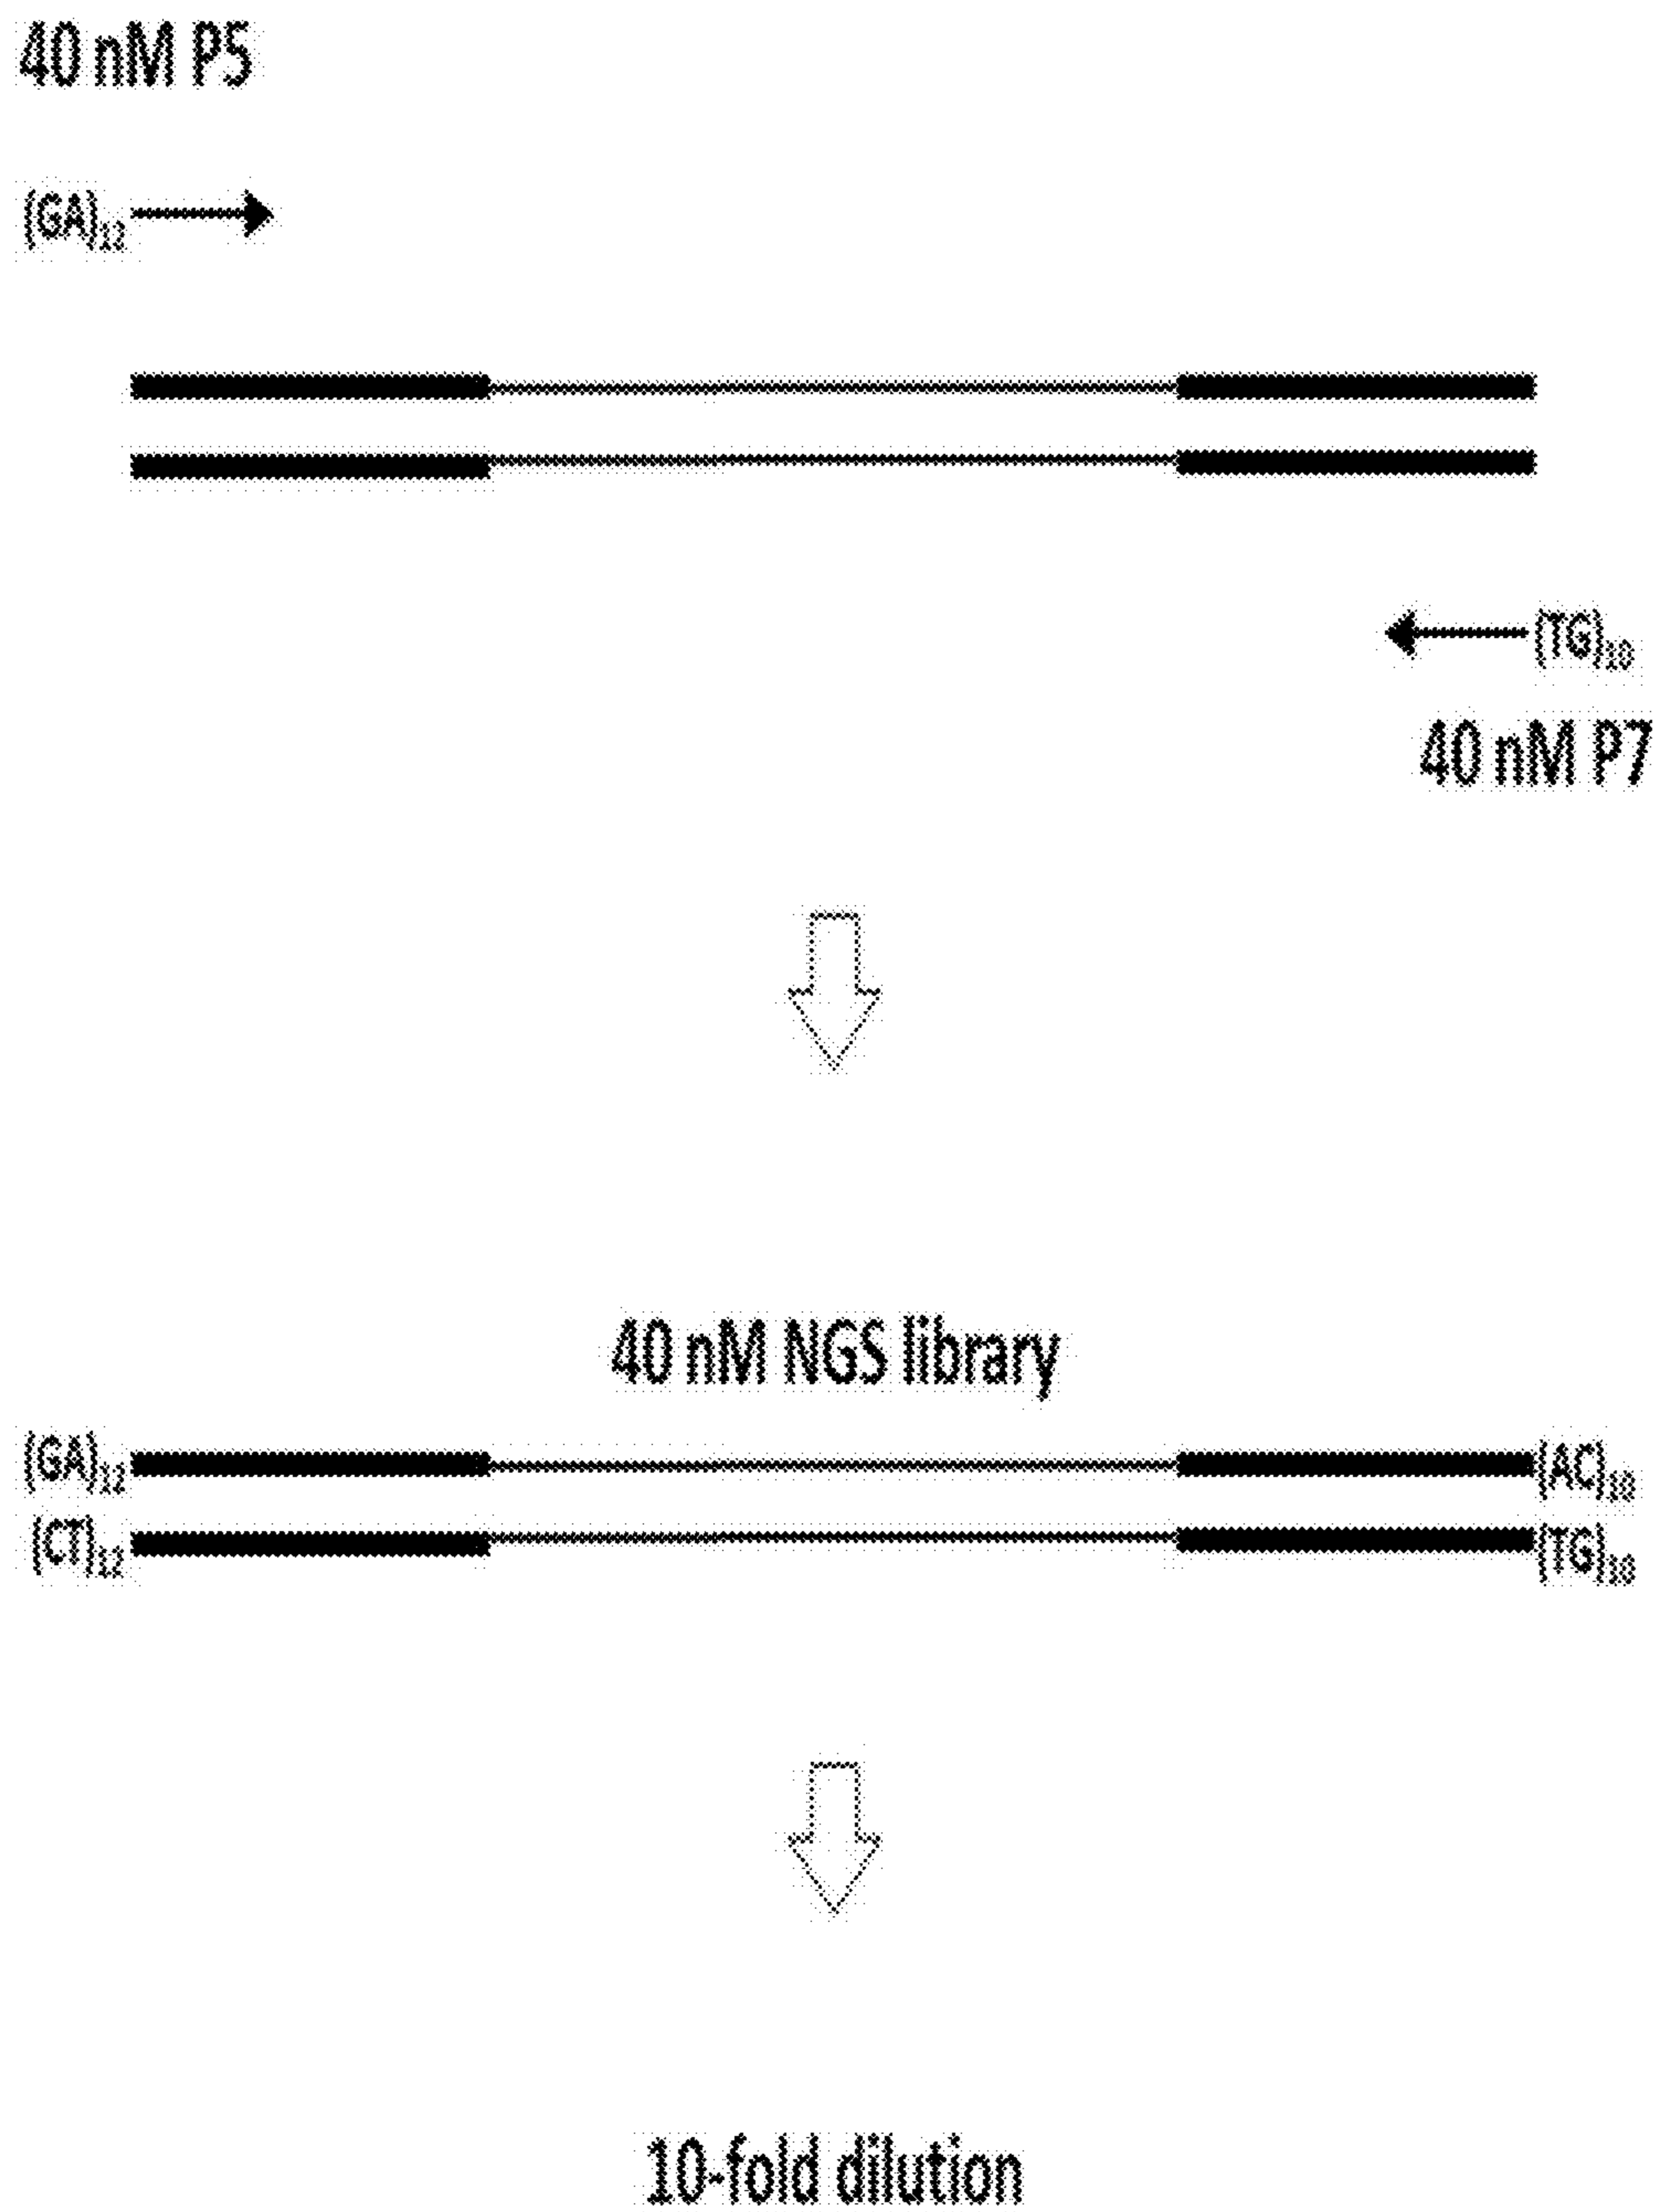 40 nM P5
(GA)12
(TG)10
40 nM P7
40 nM NGS library
(GA)12 (AC)10
(CT)12 (TG)10
10-fold dilution